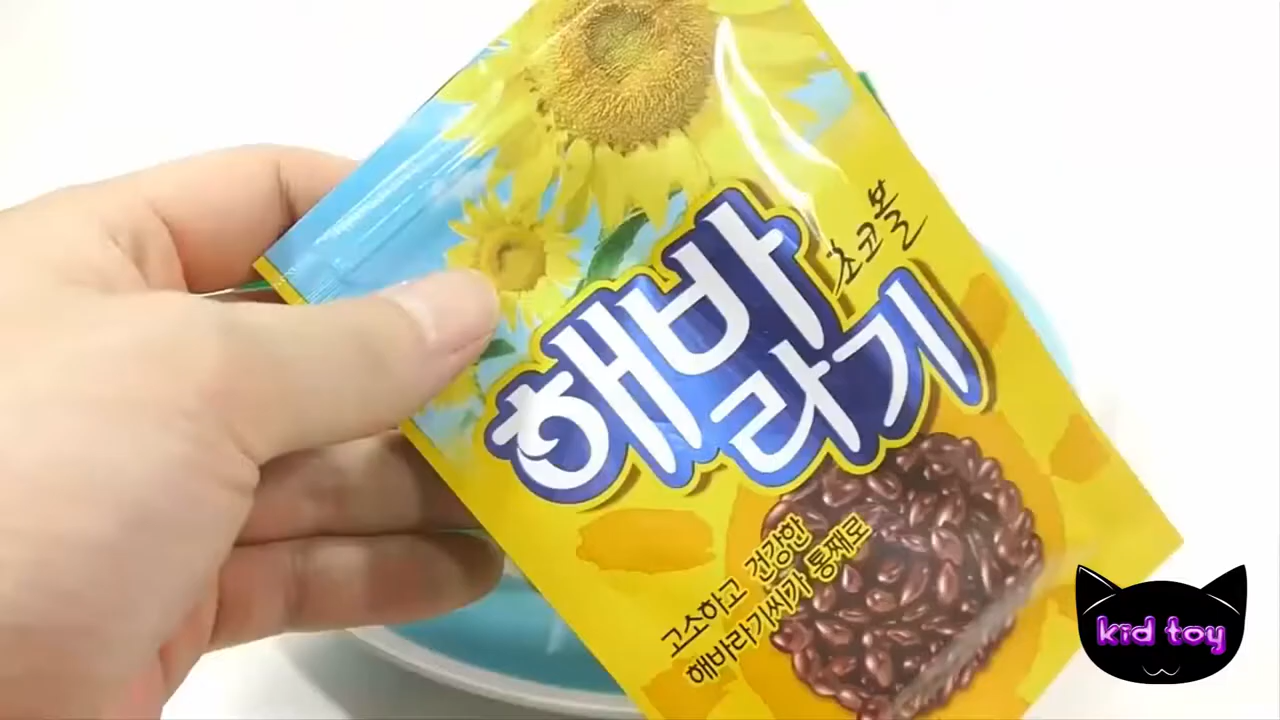 초코볼
해바
라기
고소하고 건강한
해바라기씨가 통째로
kid toy